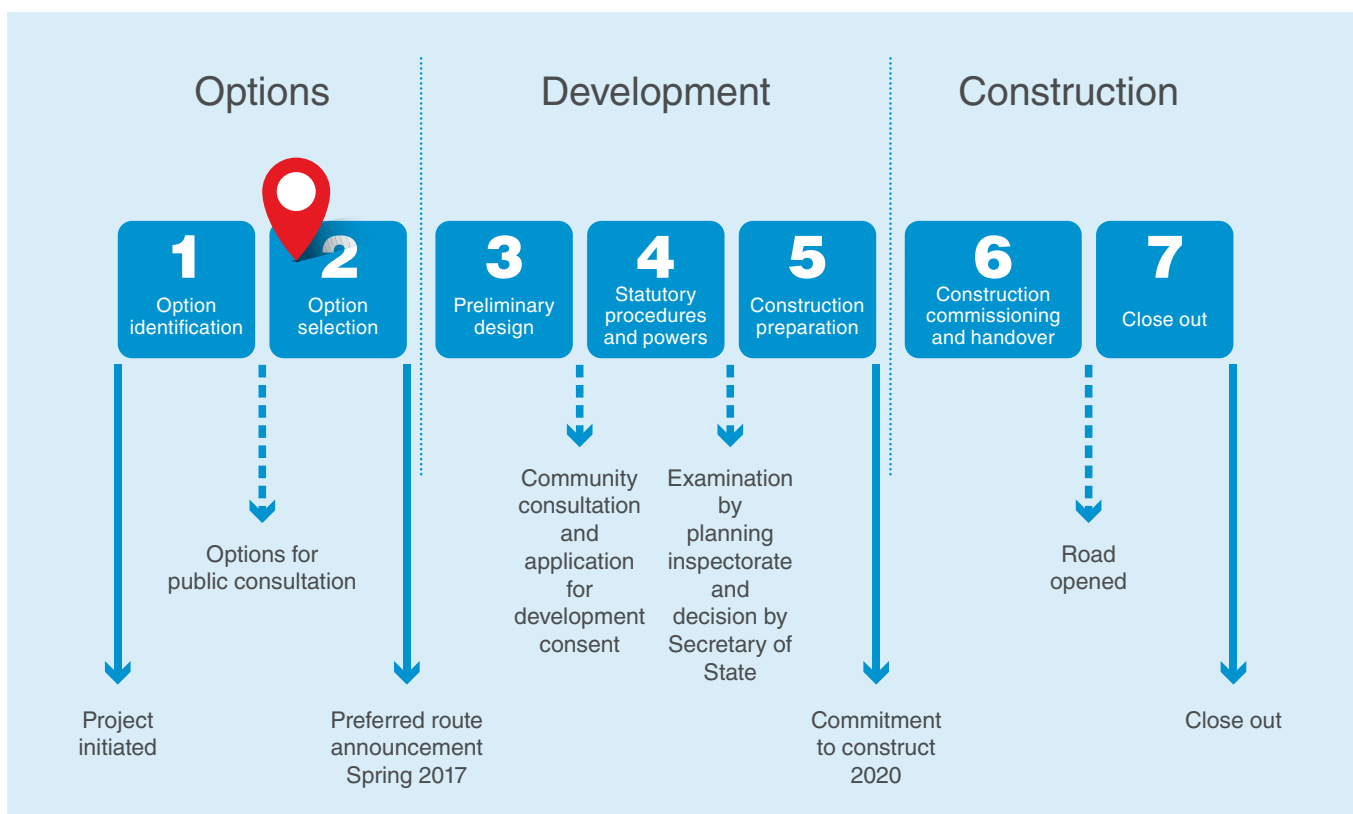 Options
Development
Construction
1
Option
identification
2
Option
selection
3
Preliminary
design
4
Statutory
procedures
and powers
5
Construction
preparation
6
Construction
commissioning
and handover
7
Close out
Options for
public consultation
Community
consultation
and
application
for
development
consent
Examination
by
planning
inspectorate
and
decision by
Secretary of
State
Road
opened
Project
initiated
Preferred route
announcement
Spring 2017
Commitment
to construct
2020
Close out